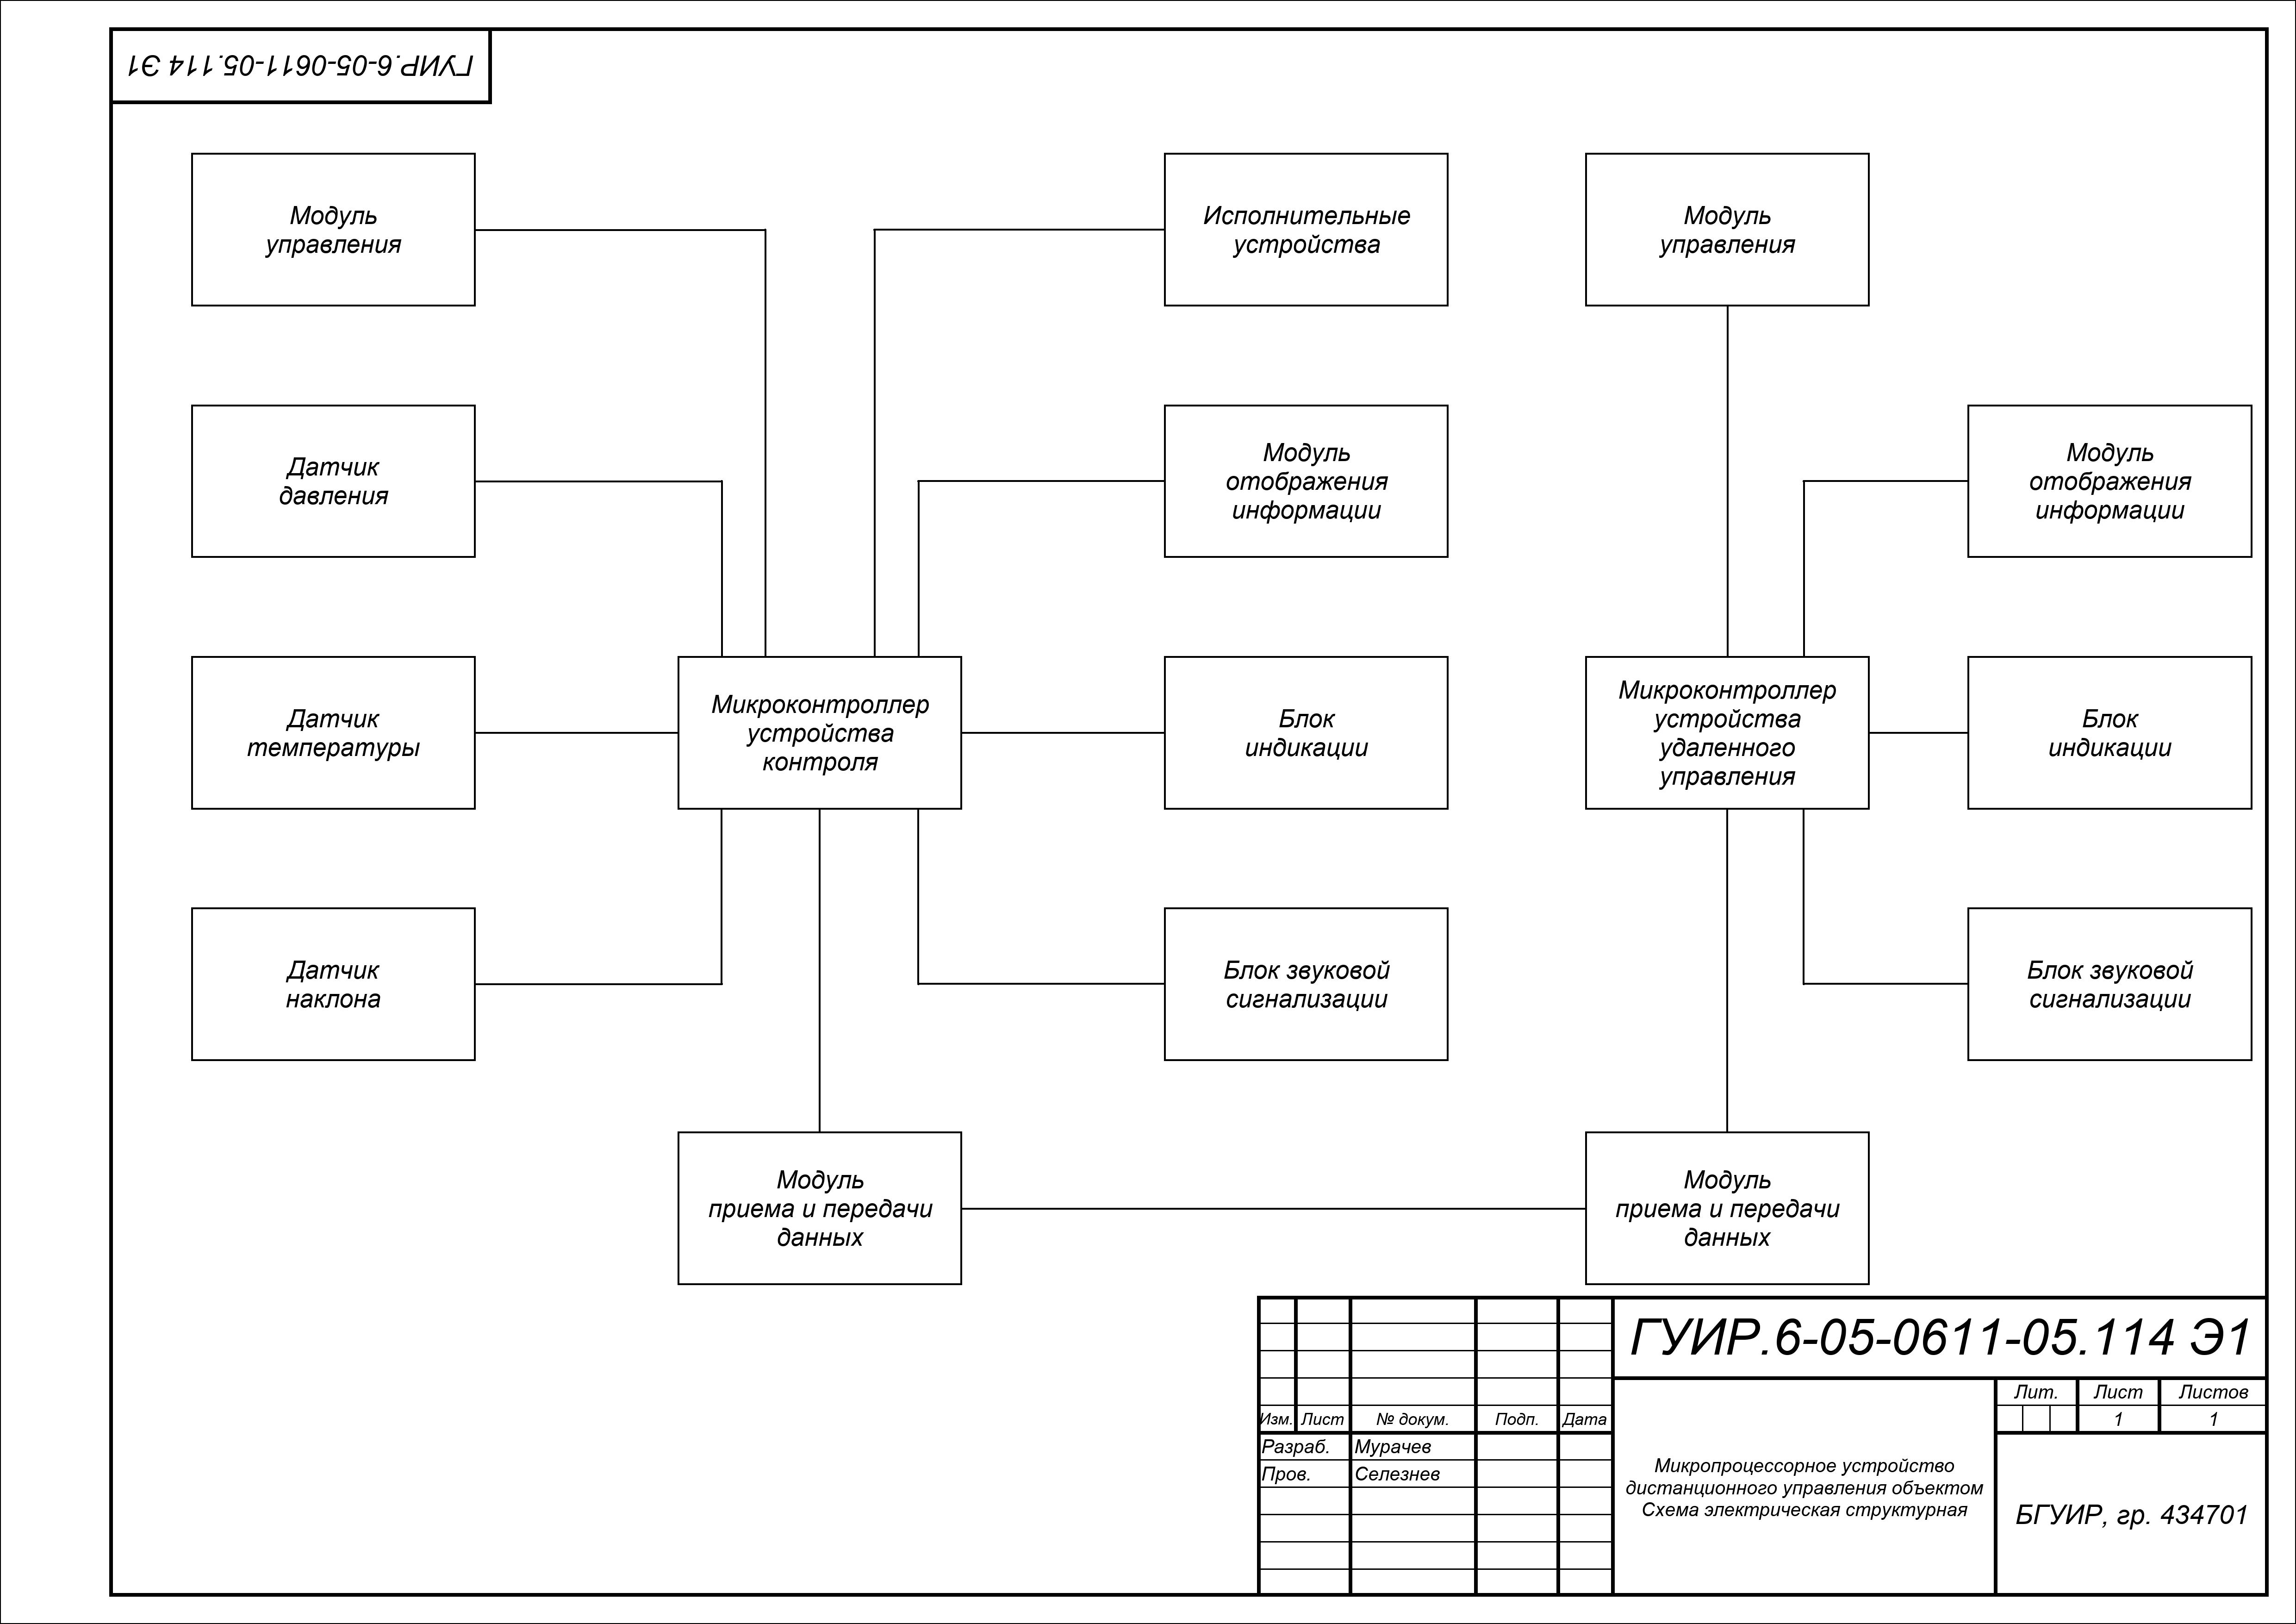 ГУИР.6-05-0611-05.114 Э1
Модуль
управления
Исполнительные
устройства
Модуль
управления
Датчик
давления
Модуль
отображения
информации
Модуль
отображения
информации
Датчик
температуры
Микроконтроллер
устройства
контроля
Блок
индикации
Микроконтроллер
устройства
удаленного
управления
Блок
индикации
Датчик
наклона
Блок звуковой
сигнализации
Блок звуковой
сигнализации
Модуль
приема и передачи
данных
Модуль
приема и передачи
данных
ГУИР.6-05-0611-05.114 Э1
Лит. Лист Листов
1 1
Изм. Лист № докум. Подп. Дата
Разраб. Мурачев
Пров. Селезнев
Микропроцессорное устройство
дистанционного управления объектом
Схема электрическая структурная
БГУИР, гр. 434701